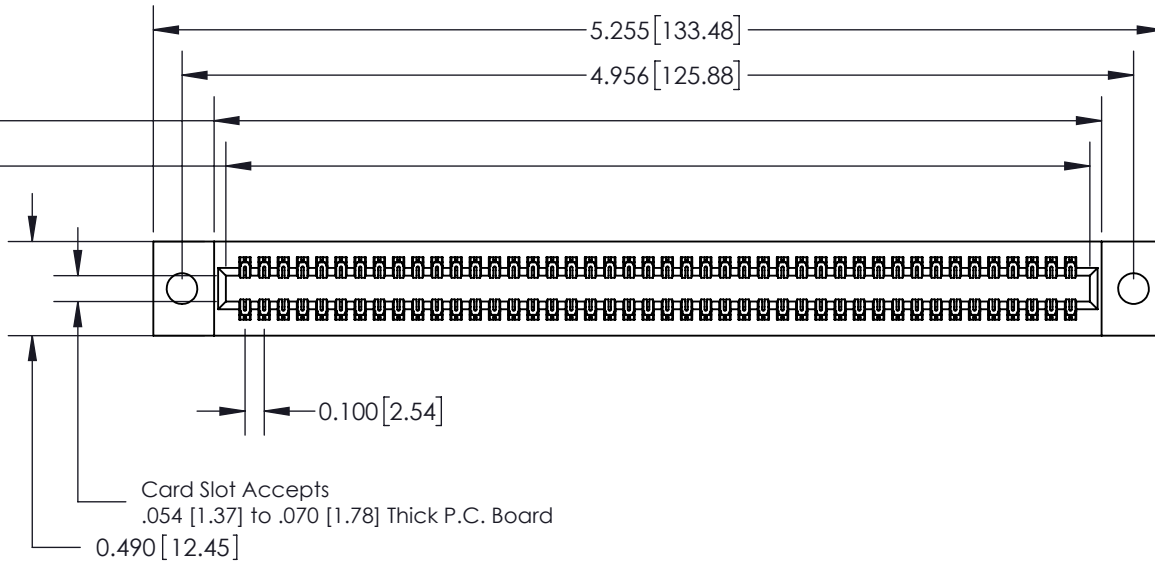 5.255[133.48]
4.956[125.88]
0.100[2.54]
Card Slot Accepts
.054 [1.37] to .070 [1.78] Thick P.C. Board
0.490[12.45]